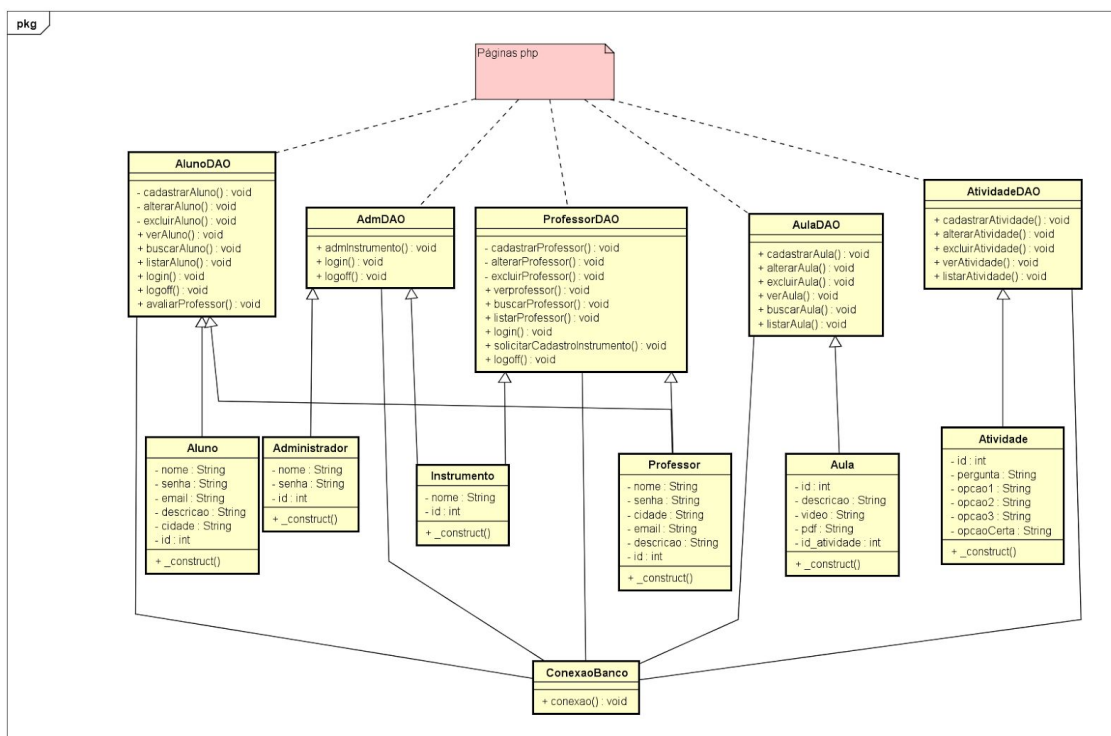 pkg
Páginas php
AlunoDAO
- cadastrarAluno() : void
- alterarAluno() : void
- excluirAluno() : void
+ verAluno() : void
+ buscarAluno() : void
+ listarAluno() : void
+ login() : void
+ logoff() : void
+ avaliarProfessor() : void
AdmDAO
+ admInstrumento() : void
+ login() : void
+ logoff() : void
ProfessorDAO
- cadastrarProfessor() : void
- alterarProfessor() : void
- excluirProfessor() : void
+ verprofessor() : void
+ buscarProfessor() : void
+ listarProfessor() : void
+ login() : void
+ solicitarCadastroInstrumento() : void
+ logoff() : void
AulaDAO
+ cadastrarAula() : void
+ alterarAula() : void
+ excluirAula() : void
+ verAula() : void
+ buscarAula() : void
+ listarAula() : void
AtividadeDAO
+ cadastrarAtividade() : void
+ alterarAtividade() : void
+ excluirAtividade() : void
+ verAtividade() : void
+ listarAtividade() : void
Aluno
- nome : String
- senha : String
- email : String
- descricao : String
- cidade : String
- id : int
+ _construct()
Administrador
- nome : String
- senha : String
- id : int
+ _construct()
Instrumento
- nome : String
- id : int
+ _construct()
Professor
- nome : String
- senha : String
- cidade : String
- email : String
- descricao : String
- id : int
+ _construct()
Aula
- id : int
- descricao : String
- video : String
- pdf : String
- id_atividade : int
+ _construct()
Atividade
- id : int
- pergunta : String
- opcao1 : String
- opcao2 : String
- opcao3 : String
- opcaoCerta : String
+ _construct()
ConexaoBanco
+ conexao() : void